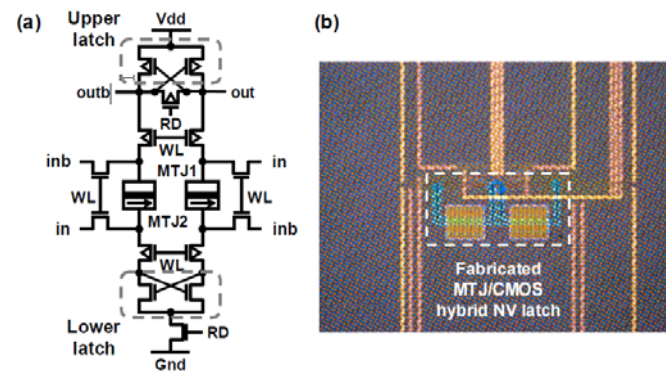 (a)
Upper
latch
Vdd
outb
out
RD
WL
inb
in
MTJ1
WL
WL
MTJ2
in
inb
WL
Lower
latch
RD
Gnd
(b)
Fabricated
MTJ/CMOS
hybrid NV latch